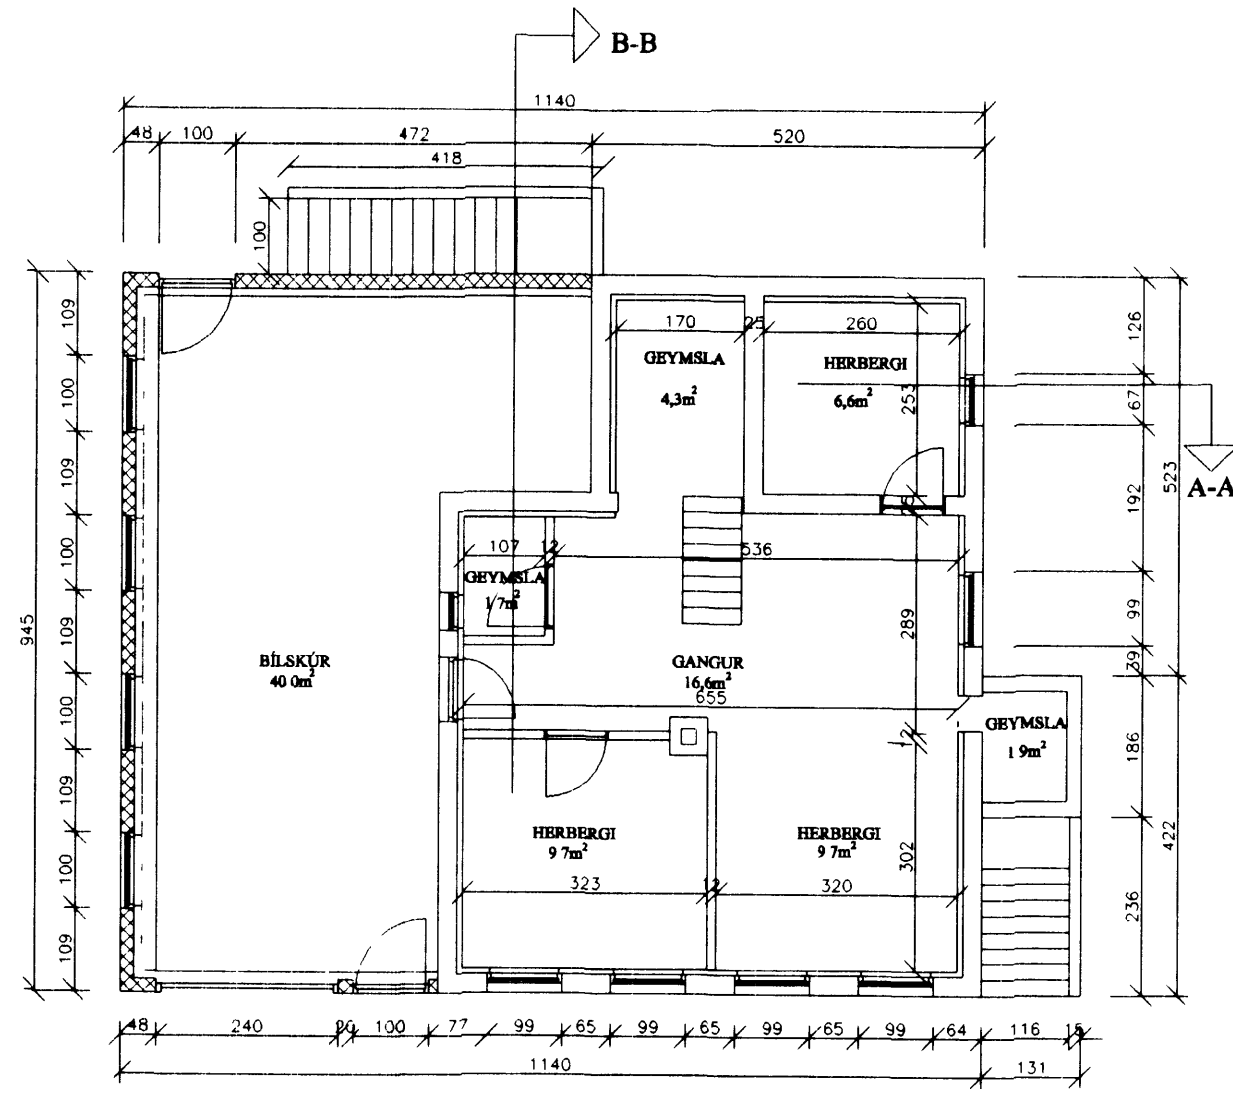 B-B
1140
48 100 472 520
418
100
170 25 260
GEYMSLA
4,3m²
HERBERGI
6,6m²
253
A-A
109
100
109
100
109
100
109
100
109
945
126
67
192
99
39
186
236
523
422
107 12 536
GEYMSLA
1 7m²
289
BÍLSKÚR
40 0m²
GANGUR
16,6m²
655
GEYMSLA
1 9m²
12
HERBERGI
9 7m²
HERBERGI
9 7m²
302
323 12 320
48 240 20 100 77 99 65 99 65 99 65 99 64 116 15
1140 131